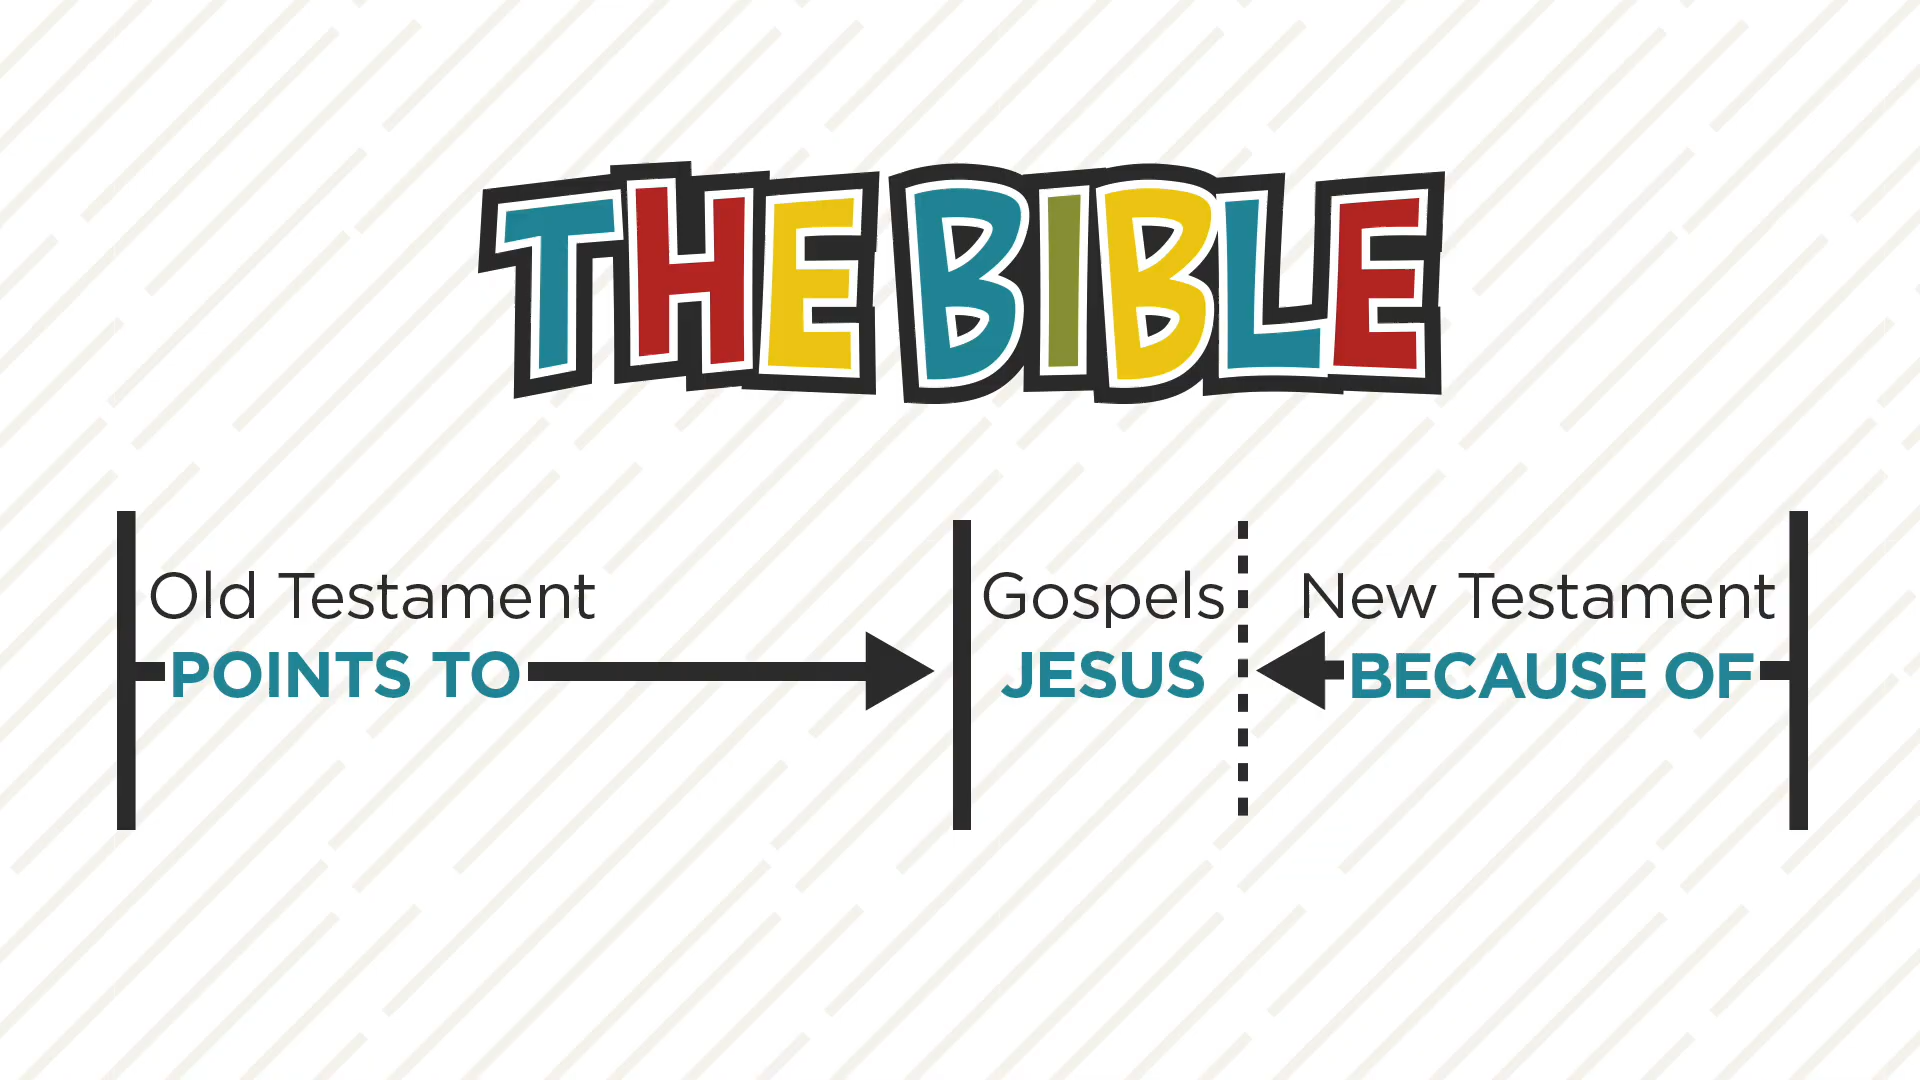 THE BIBLE
Old Testament Gospels New Testament
POINTS TO JESUS BECAUSE OF